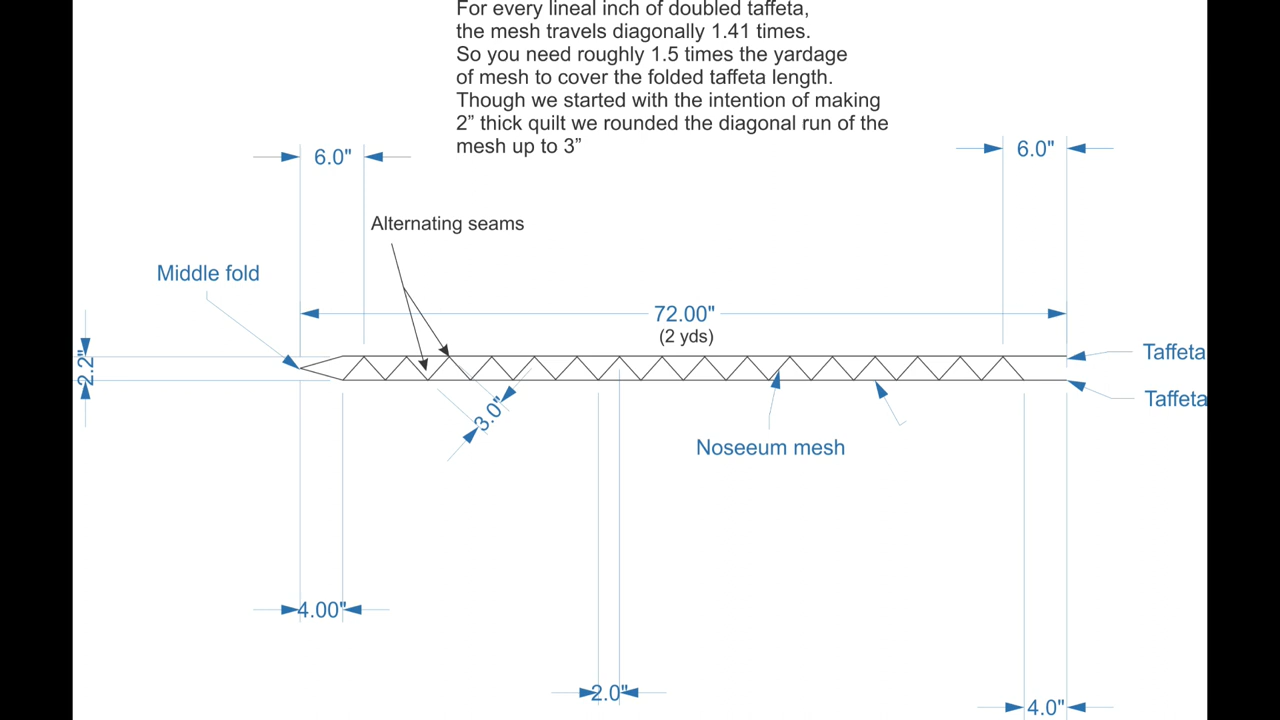 For every lineal inch of doubled taffeta,
the mesh travels diagonally 1.41 times.
So you need roughly 1.5 times the yardage
of mesh to cover the folded taffeta length.
Though we started with the intention of making
2” thick quilt we rounded the diagonal run of the
mesh up to 3”
6.0"
6.0"
Alternating seams
Middle fold
72.00"
(2 yds)
Taffeta
2.2"
Taffeta
3.0"
Noseeum mesh
4.00"
2.0"
4.0"